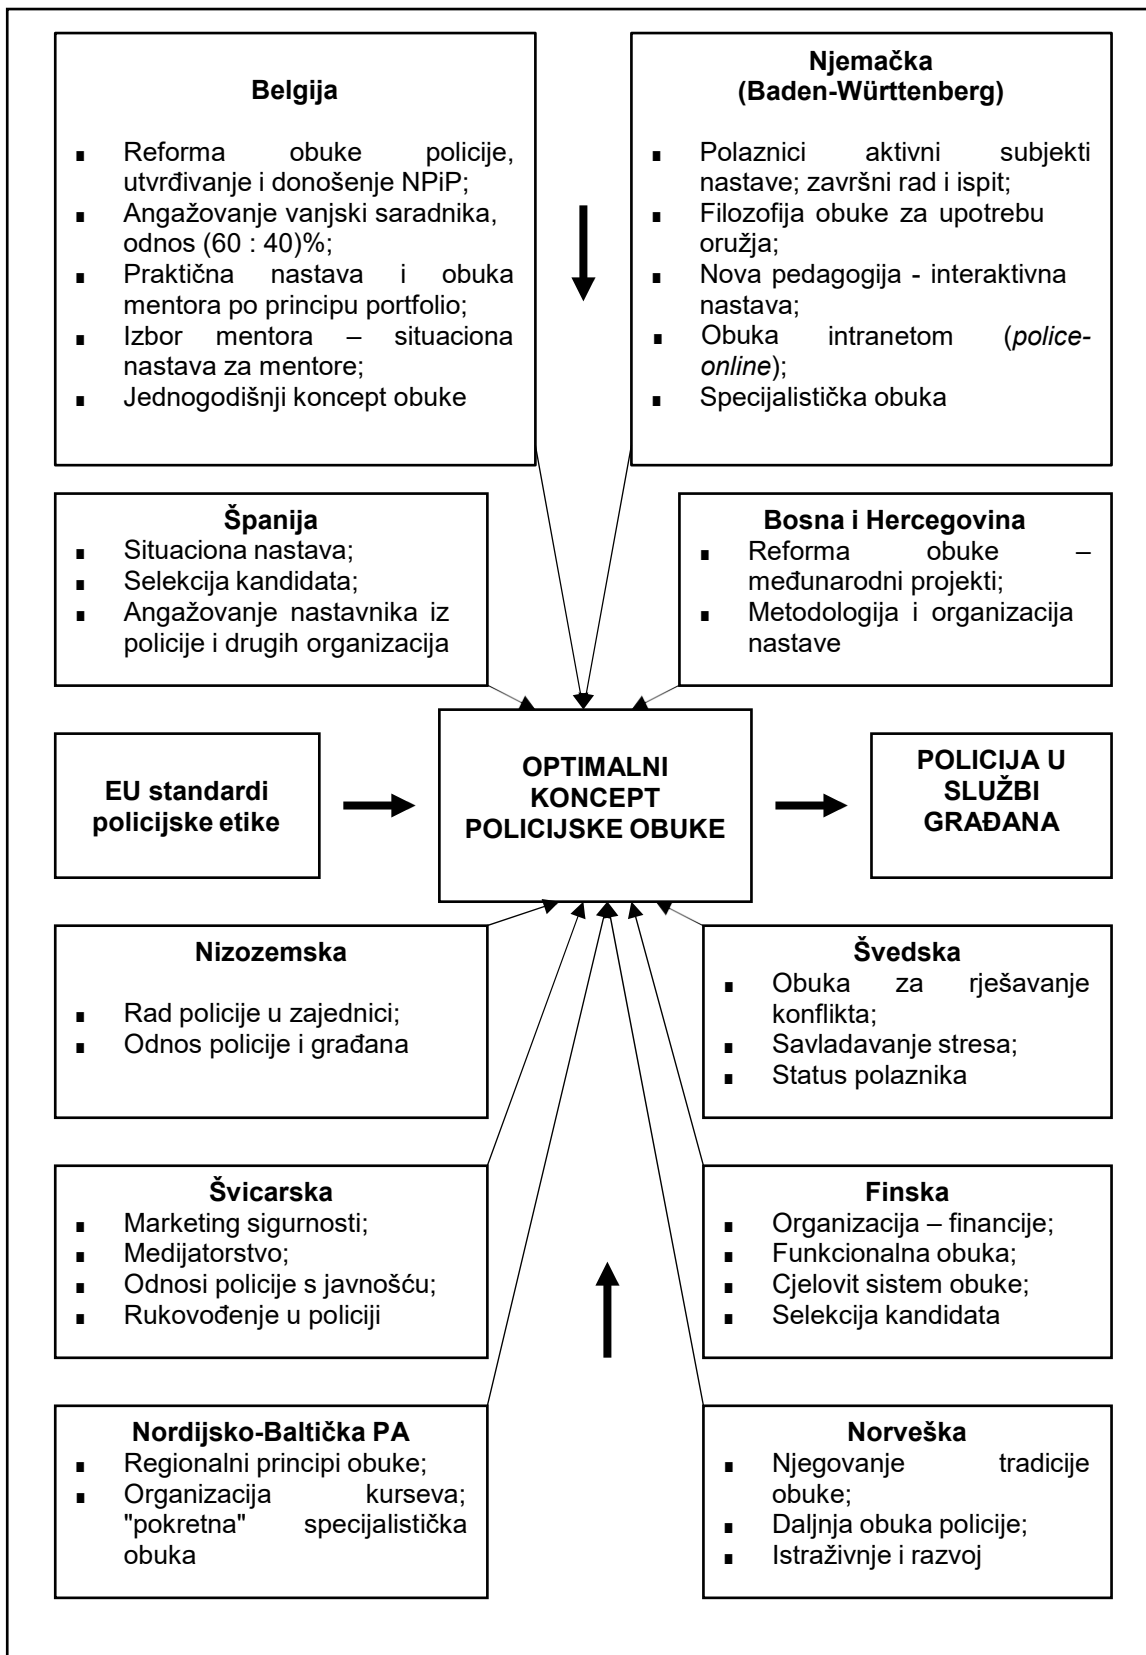 Belgija
▪ Reforma obuke policije,
utvrđivanje i donošenje NPiP;
▪ Angažovanje vanjski saradnika,
odnos (60 : 40)%;
▪ Praktična nastava i obuka
mentora po principu portfolio;
▪ Izbor mentora – situaciona
nastava za mentore;
▪ Jednogodišnji koncept obuke
Njemačka
(Baden-Württenberg)
▪ Polaznici aktivni subjekti
nastave; završni rad i ispit;
▪ Filozofija obuke za upotrebu
oružja;
▪ Nova pedagogija - interaktivna
nastava;
▪ Obuka intranetom (police-
online);
▪ Specijalistička obuka
Španija
▪ Situaciona nastava;
▪ Selekcija kandidata;
▪ Angažovanje nastavnika iz
policije i drugih organizacija
Bosna i Hercegovina
▪ Reforma obuke –
međunarodni projekti;
▪ Metodologija i organizacija
nastave
EU standardi
policijske etike
OPTIMALNI
KONCEPT
POLICIJSKE OBUKE
POLICIJA U
SLUŽBI
GRAĐANA
Nizozemska
▪ Rad policije u zajednici;
▪ Odnos policije i građana
Švedska
▪ Obuka za rješavanje
konflikta;
▪ Savladavanje stresa;
▪ Status polaznika
Švicarska
▪ Marketing sigurnosti;
▪ Medijatorstvo;
▪ Odnosi policije s javnošću;
▪ Rukovođenje u policiji
Finska
▪ Organizacija – financije;
▪ Funkcionalna obuka;
▪ Cjelovit sistem obuke;
▪ Selekcija kandidata
Nordijsko-Baltička PA
▪ Regionalni principi obuke;
▪ Organizacija kurseva;
"pokretna" specijalistička
obuka
Norveška
▪ Njegovanje tradicije
obuke;
▪ Daljnja obuka policije;
▪ Istraživnje i razvoj